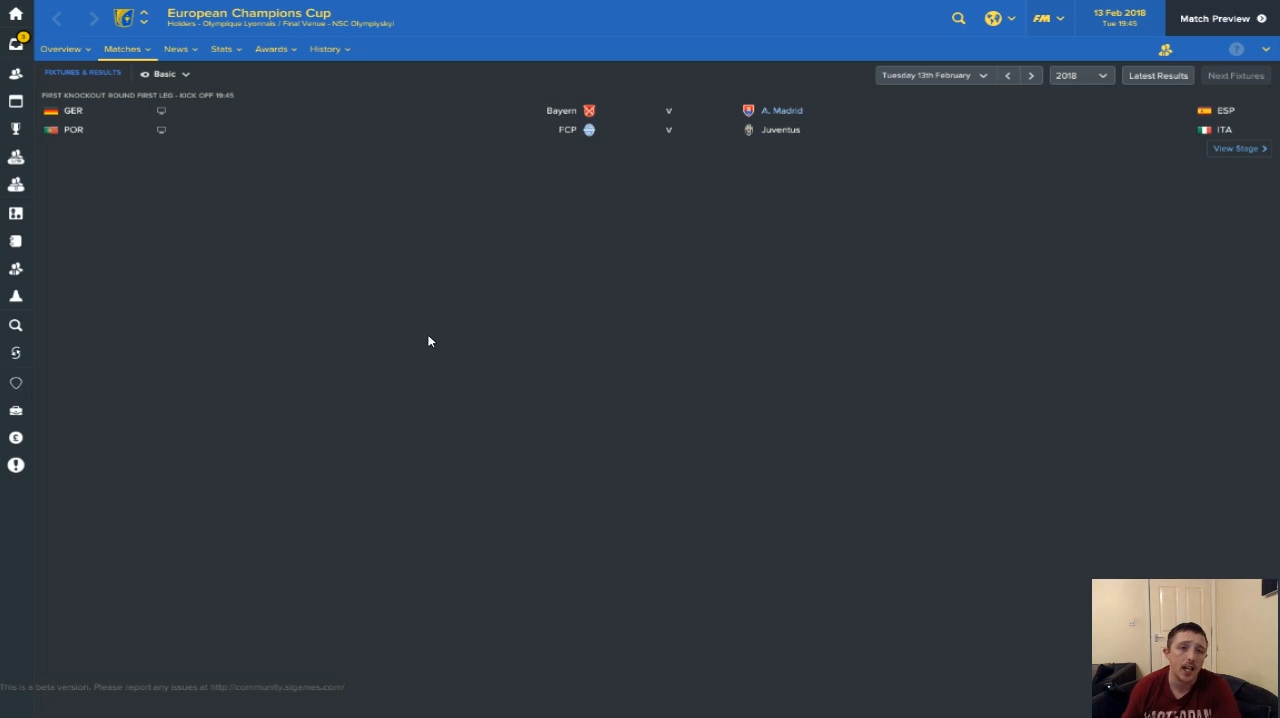 European Champions Cup
Holders - Olympique Lyonnais / Final Venue - NSC Olympiyskyi
3
FM
13 Feb 2018
Tue 19:45
Match Preview
Overview Matches News Stats Awards History
FIXTURES & RESULTS Basic Tuesday 13th February 2018 Latest Results Next Fixtures
FIRST KNOCKOUT ROUND FIRST LEG - KICK OFF 19:45
GER Bayern v A. Madrid ESP
POR FCP v Juventus ITA
View Stage
This is a beta version. Please report any issues at http://community.sigames.com/